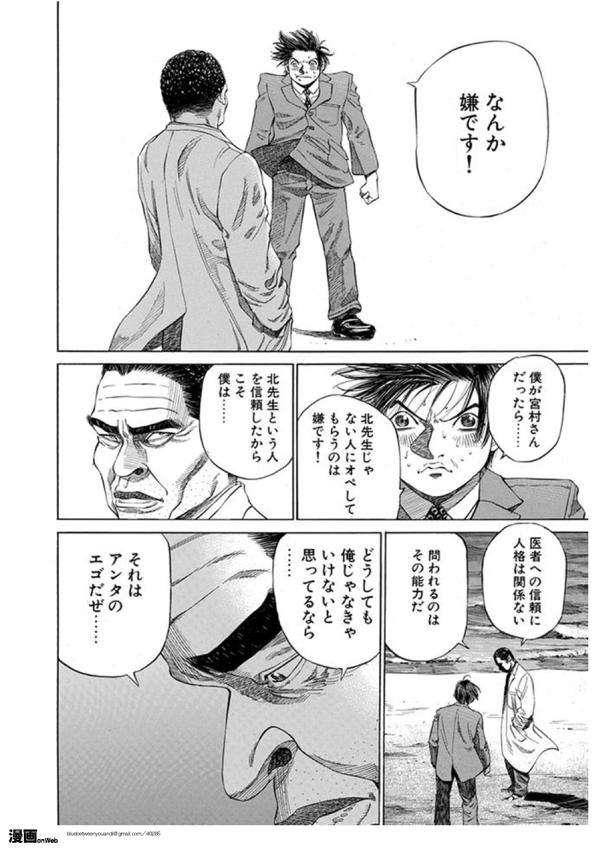 なんか
嫌です！
僕が宮村さん
だったら……
北先生じゃ
ない人にオペして
もらうのは
嫌です！
北先生という人
を信頼したから
こそ
僕は……
医者への信頼に
人格は関係ない
問われるのは
その能力だ
どうしても
俺じゃなきゃ
いけないと
思ってるなら
……
それは
アンタの
エゴだぜ……
漫画 on Web
bluebetweenyouandi@gmail.com／40285